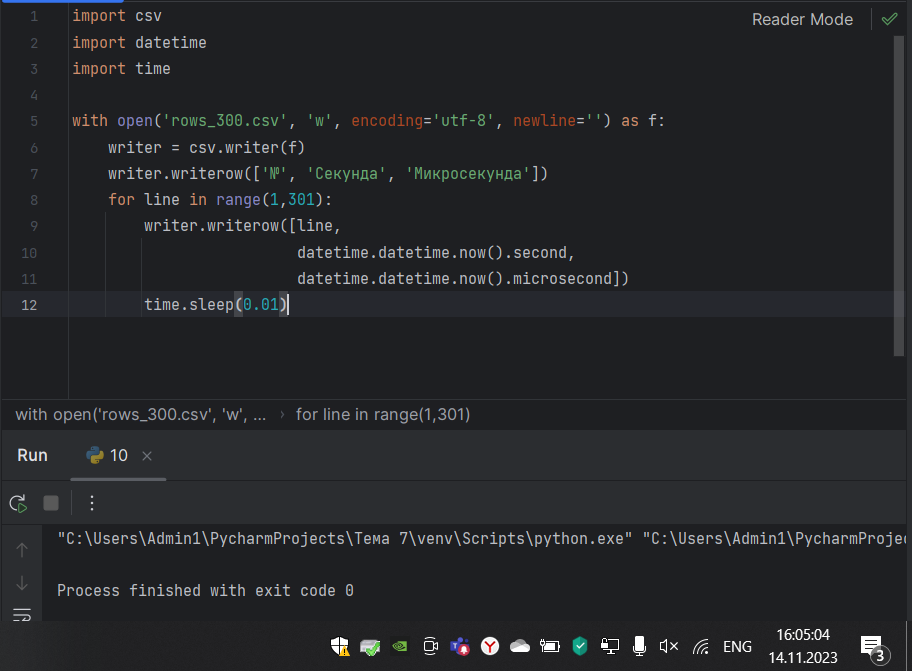 1 import csv
2 import datetime
3 import time
4
5 with open('rows_300.csv', 'w', encoding='utf-8', newline='') as f:
6 writer = csv.writer(f)
7 writer.writerow(['№', 'Секунда', 'Микросекунда'])
8 for line in range(1,301):
9 writer.writerow([line,
10 datetime.datetime.now().second,
11 datetime.datetime.now().microsecond])
12 time.sleep(0.01)
Reader Mode
with open('rows_300.csv', 'w', ... › for line in range(1,301)
Run 10
"C:\Users\Admin1\PycharmProjects\Тема 7\venv\Scripts\python.exe" "C:\Users\Admin1\PycharmProjec
Process finished with exit code 0
ENG
16:05:04
14.11.2023
3